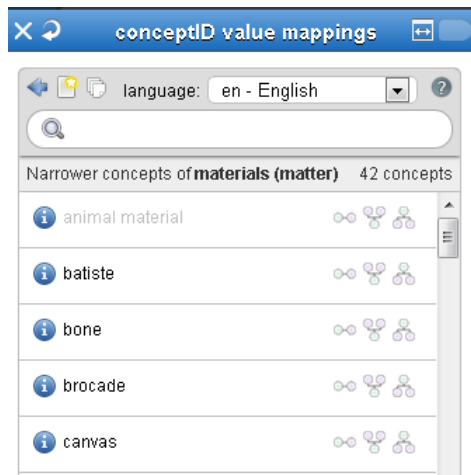 conceptID value mappings
language: en - English
Narrower concepts of materials (matter) 42 concepts
animal material
batiste
bone
brocade
canvas